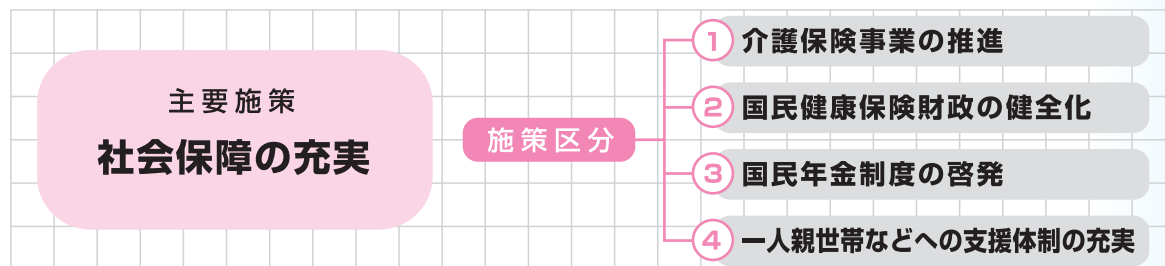 主要施策
社会保障の充実
施策区分
1 介護保険事業の推進
2 国民健康保険財政の健全化
3 国民年金制度の啓発
4 一人親世帯などへの支援体制の充実